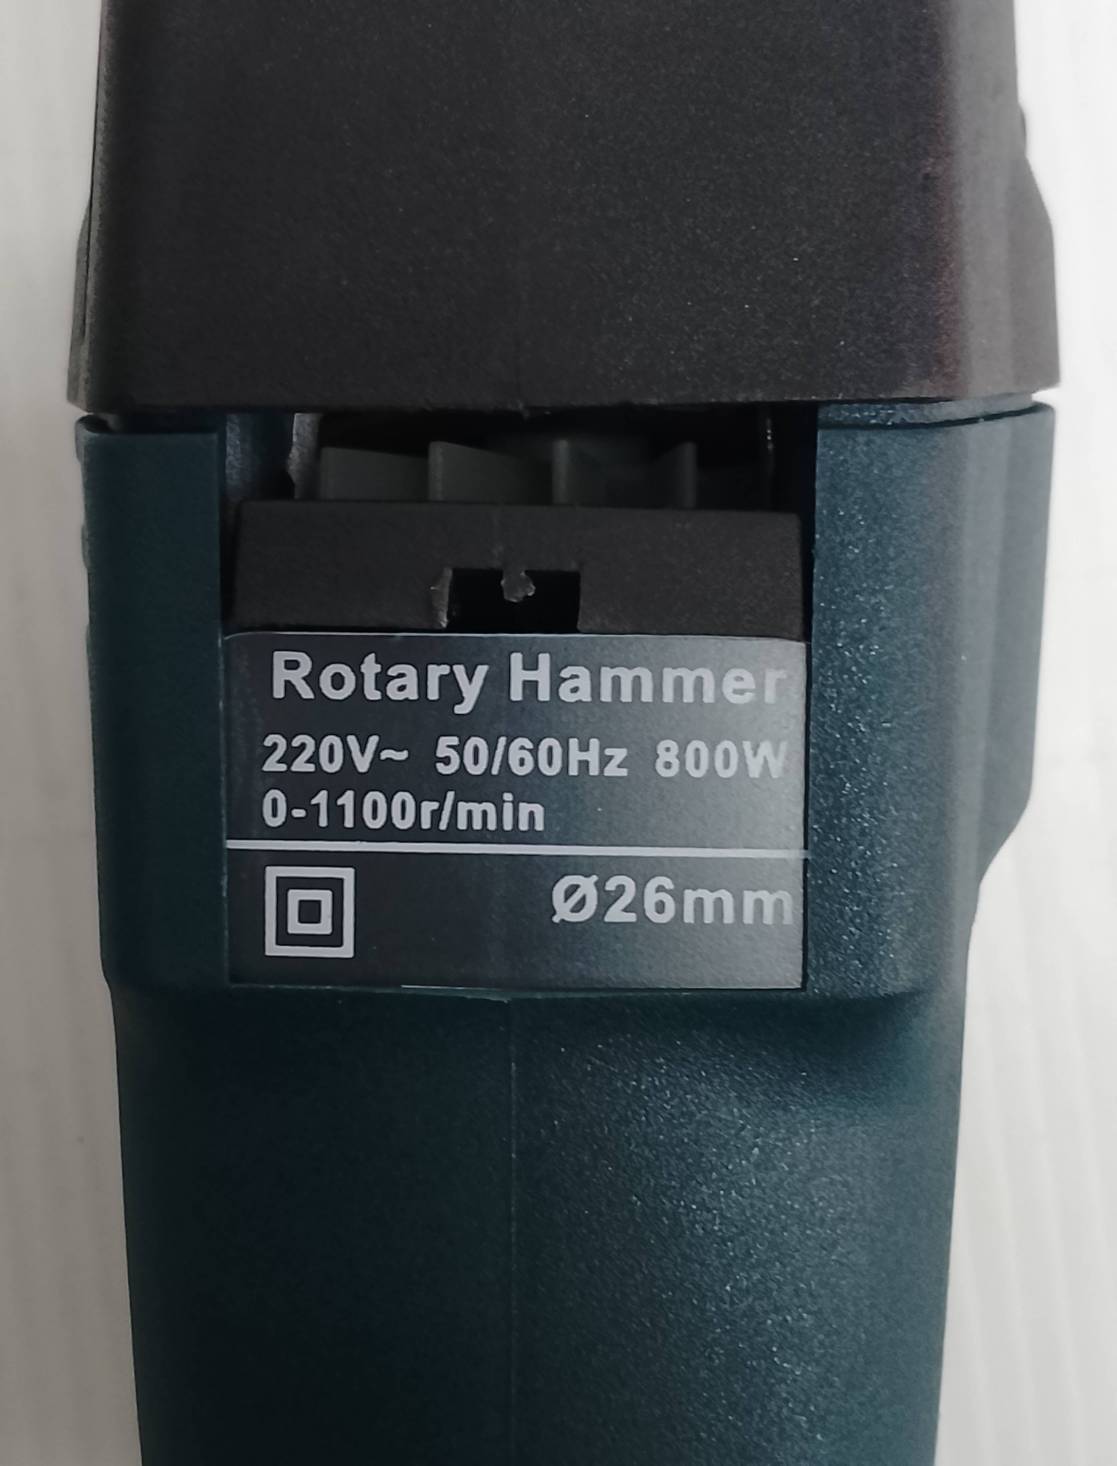 Rotary Hammer
220V~ 50/60Hz 800W
0-1100r/min
Ø26mm